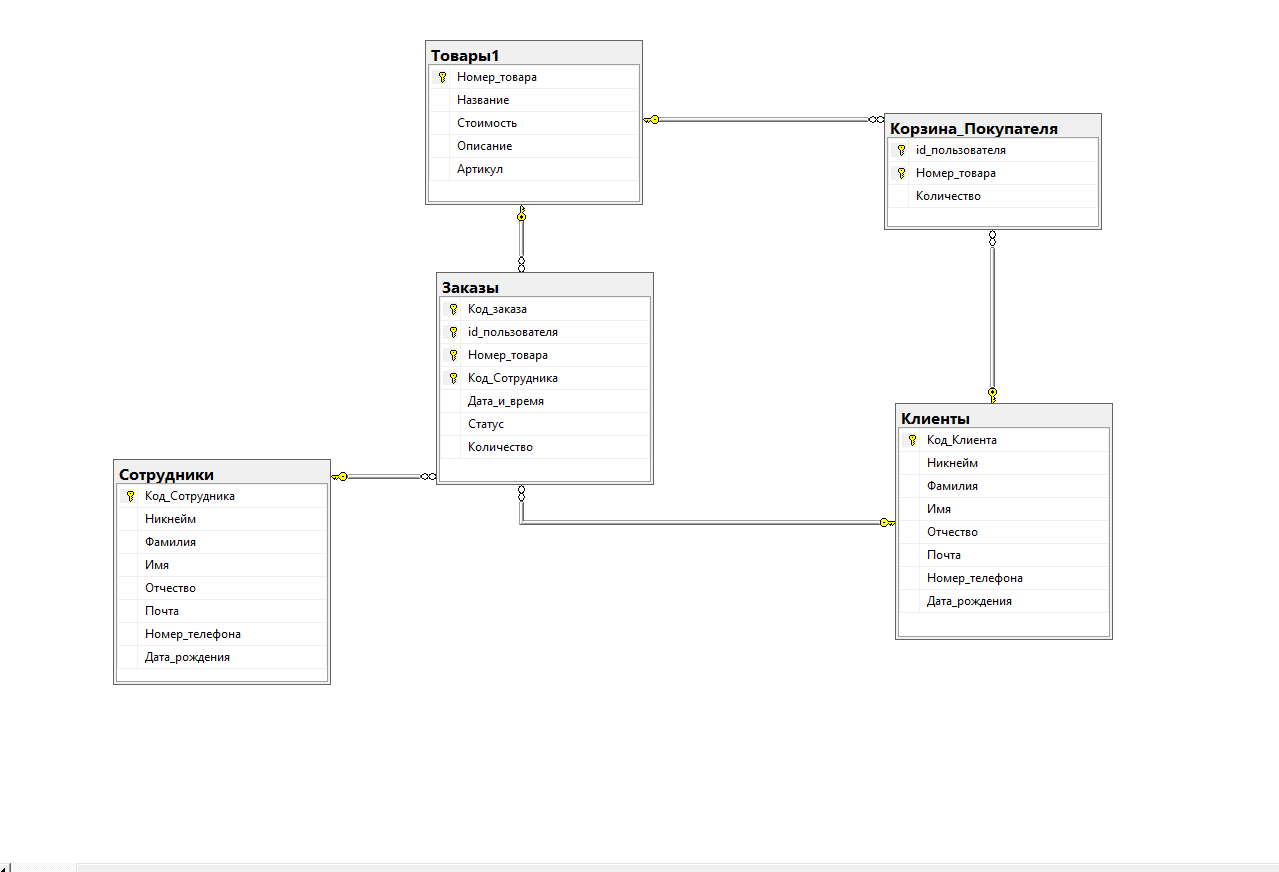 Товары1
Номер_товара
Название
Стоимость
Описание
Артикул
Корзина_Покупателя
id_пользователя
Номер_товара
Количество
Заказы
Код_заказа
id_пользователя
Номер_товара
Код_Сотрудника
Дата_и_время
Статус
Количество
Клиенты
Код_Клиента
Никнейм
Фамилия
Имя
Отчество
Почта
Номер_телефона
Дата_рождения
Сотрудники
Код_Сотрудника
Никнейм
Фамилия
Имя
Отчество
Почта
Номер_телефона
Дата_рождения